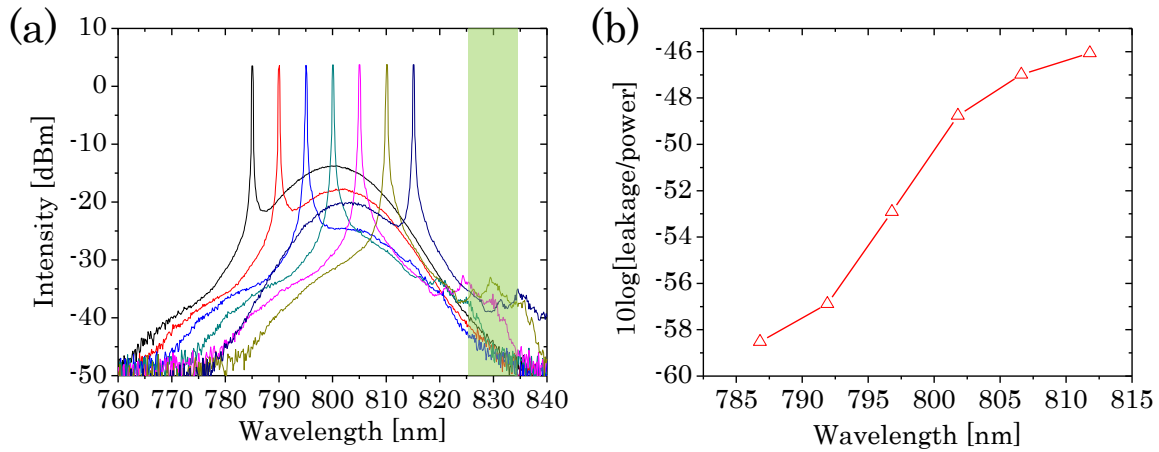 (a)
10
0
-10
-20
-30
-40
-50
760 770 780 790 800 810 820 830 840
Intensity [dBm]
Wavelength [nm]
(b)
-46
-48
-50
-52
-54
-56
-58
-60
785 790 795 800 805 810 815
10log[leakage/power]
Wavelength [nm]